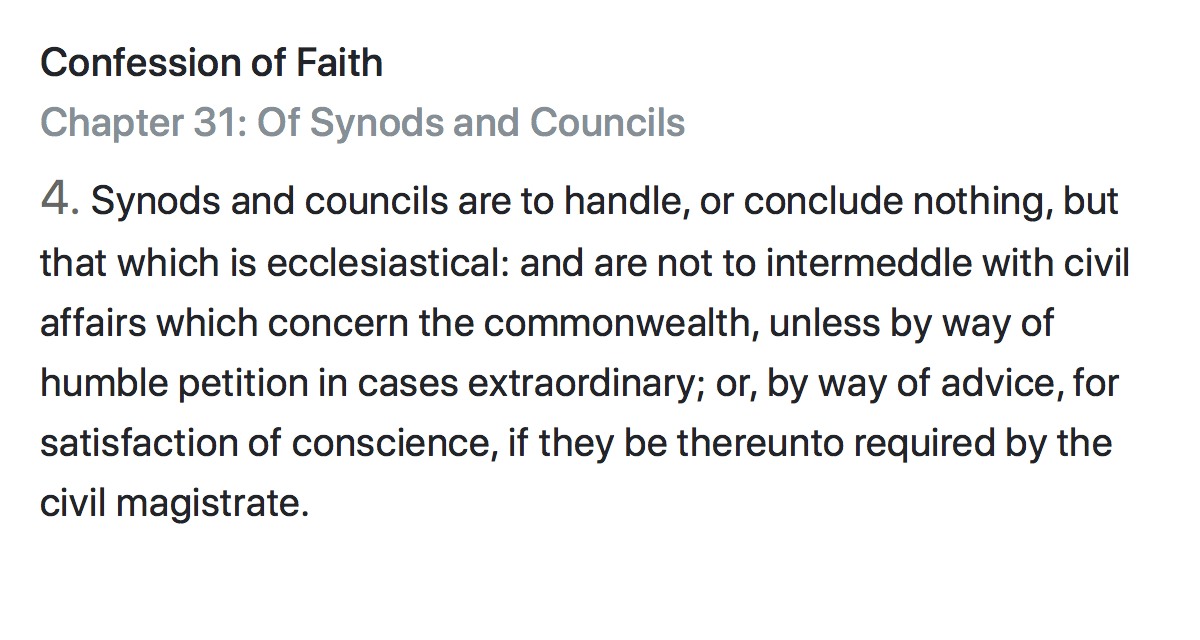 Confession of Faith
Chapter 31: Of Synods and Councils
4. Synods and councils are to handle, or conclude nothing, but
that which is ecclesiastical: and are not to intermeddle with civil
affairs which concern the commonwealth, unless by way of
humble petition in cases extraordinary; or, by way of advice, for
satisfaction of conscience, if they be thereunto required by the
civil magistrate.